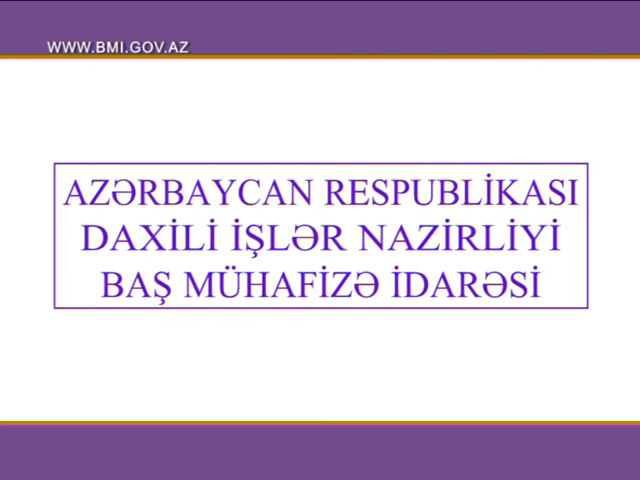 WWW.BMI.GOV.AZ
AZƏRBAYCAN RESPUBLİKASI
DAXİLİ İŞLƏR NAZİRLİYİ
BAŞ MÜHAFİZƏ İDARƏSİ